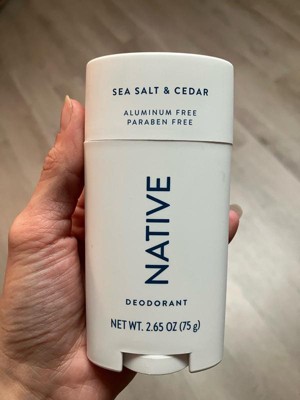 SEA SALT & CEDAR
ALUMINUM FREE
PARABEN FREE
NATIVE
DEODORANT
NET WT. 2.65 OZ (75 g)